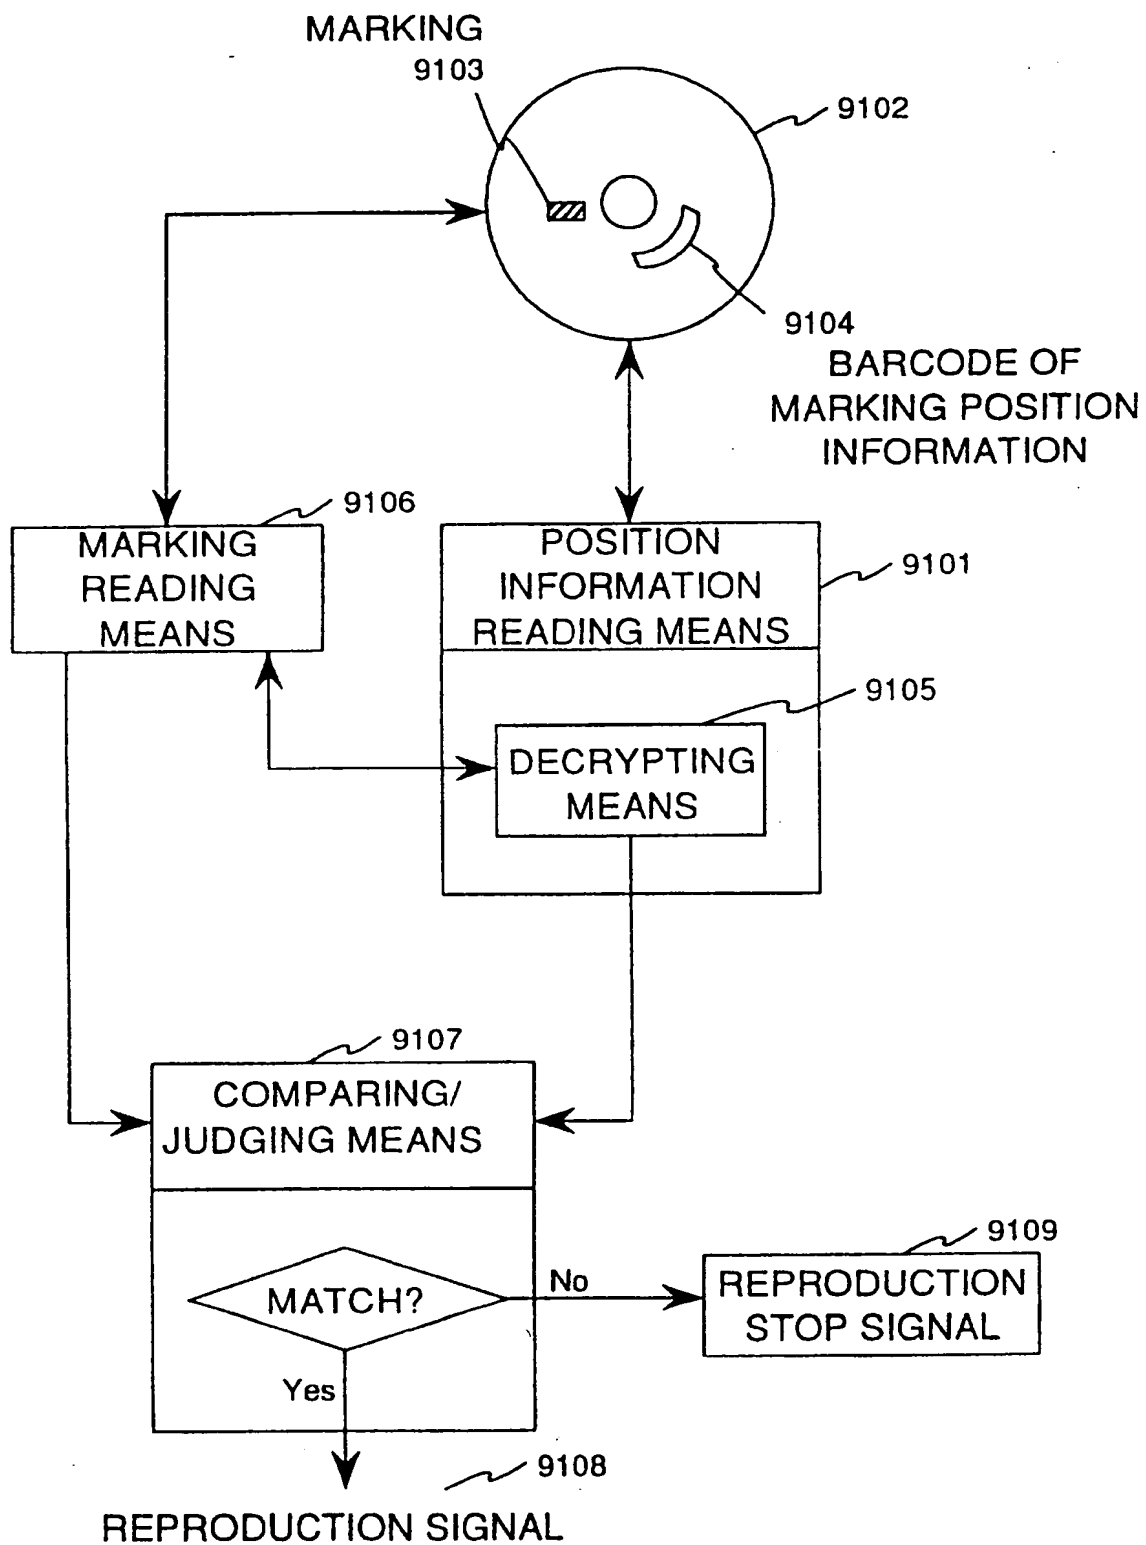 MARKING
9103
9102
9104
BARCODE OF
MARKING POSITION
INFORMATION
9106
MARKING
READING
MEANS
POSITION
INFORMATION
READING MEANS
9101
9105
DECRYPTING
MEANS
9107
COMPARING/
JUDGING MEANS
MATCH?
No
Yes
9109
REPRODUCTION
STOP SIGNAL
9108
REPRODUCTION SIGNAL